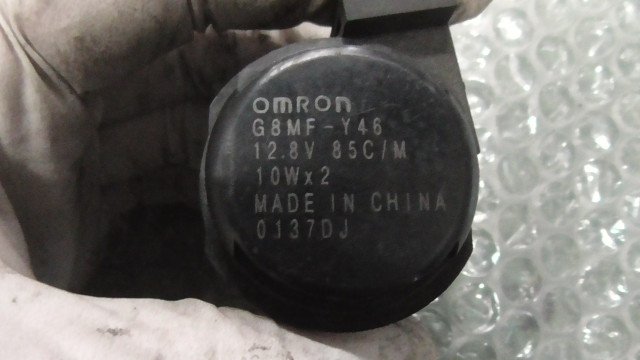 omron
G8MF-Y46
12.8V 85C/M
10Wx2
MADE IN CHINA
0137DJ